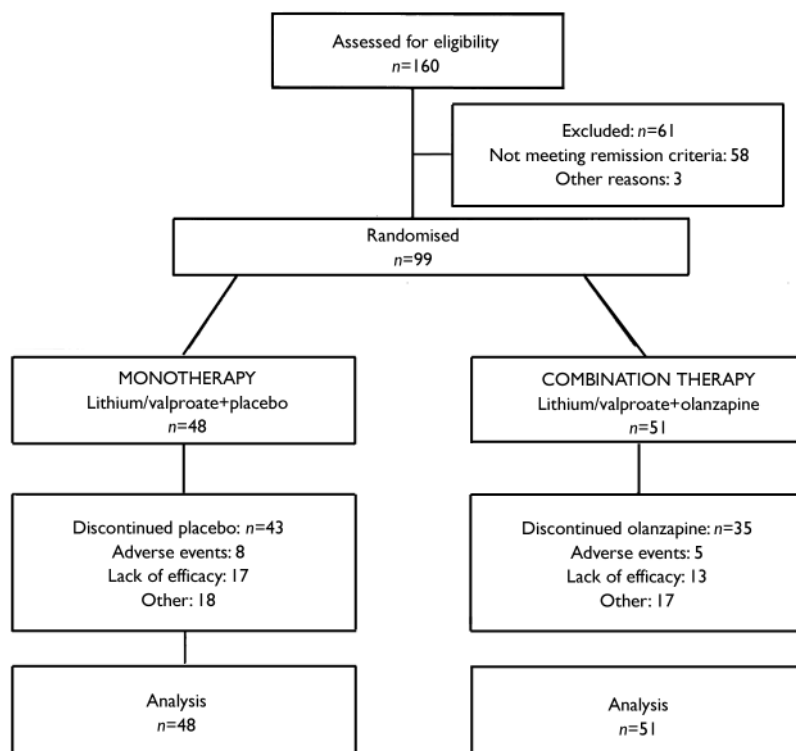 Assessed for eligibility
n=160
Excluded: n=61
Not meeting remission criteria: 58
Other reasons: 3
Randomised
n=99
MONOTHERAPY
Lithium/valproate+placebo
n=48
COMBINATION THERAPY
Lithium/valproate+olanzapine
n=51
Discontinued placebo: n=43
Adverse events: 8
Lack of efficacy: 17
Other: 18
Discontinued olanzapine: n=35
Adverse events: 5
Lack of efficacy: 13
Other: 17
Analysis
n=48
Analysis
n=51